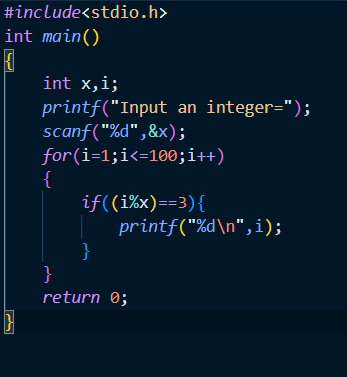 #include<stdio.h>
int main()
{
    int x,i;
    printf("Input an integer=");
    scanf("%d",&x);
    for(i=1;i<=100;i++)
    {
        if((i%x)==3){
            printf("%d\n",i);
        }
    }
    return 0;
}